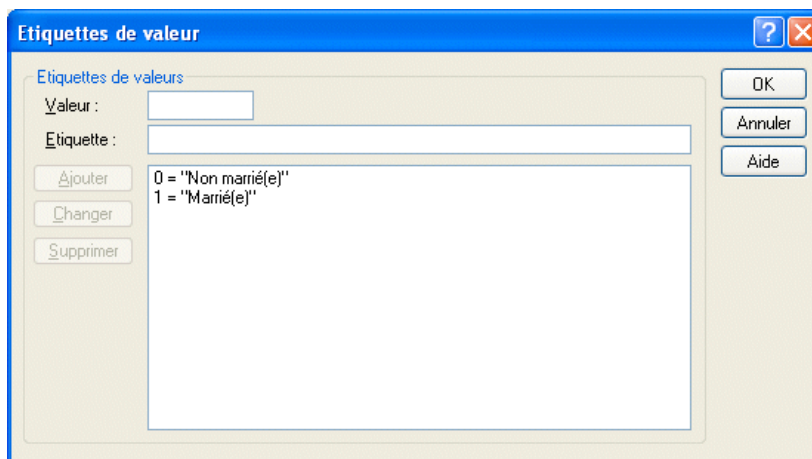 Etiquettes de valeur
Etiquettes de valeurs
Valeur :
Etiquette :
OK
Annuler
Aide
Ajouter
Changer
Supprimer
0 = "Non marrié(e)"
1 = "Marrié(e)"